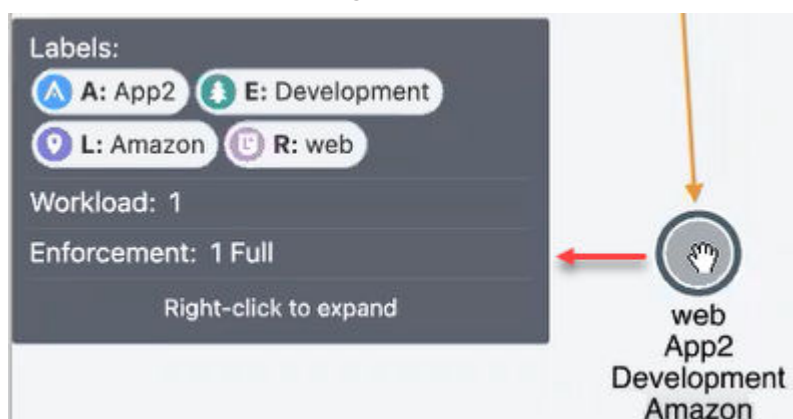 Labels:
A: App2 E: Development
L: Amazon R: web
Workload: 1
Enforcement: 1 Full
Right-click to expand
web
App2
Development
Amazon